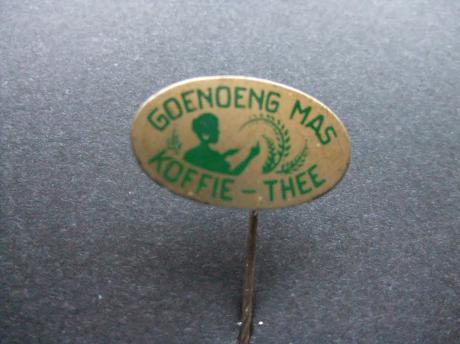 GOENOENG MAS
KOFFIE - THEE